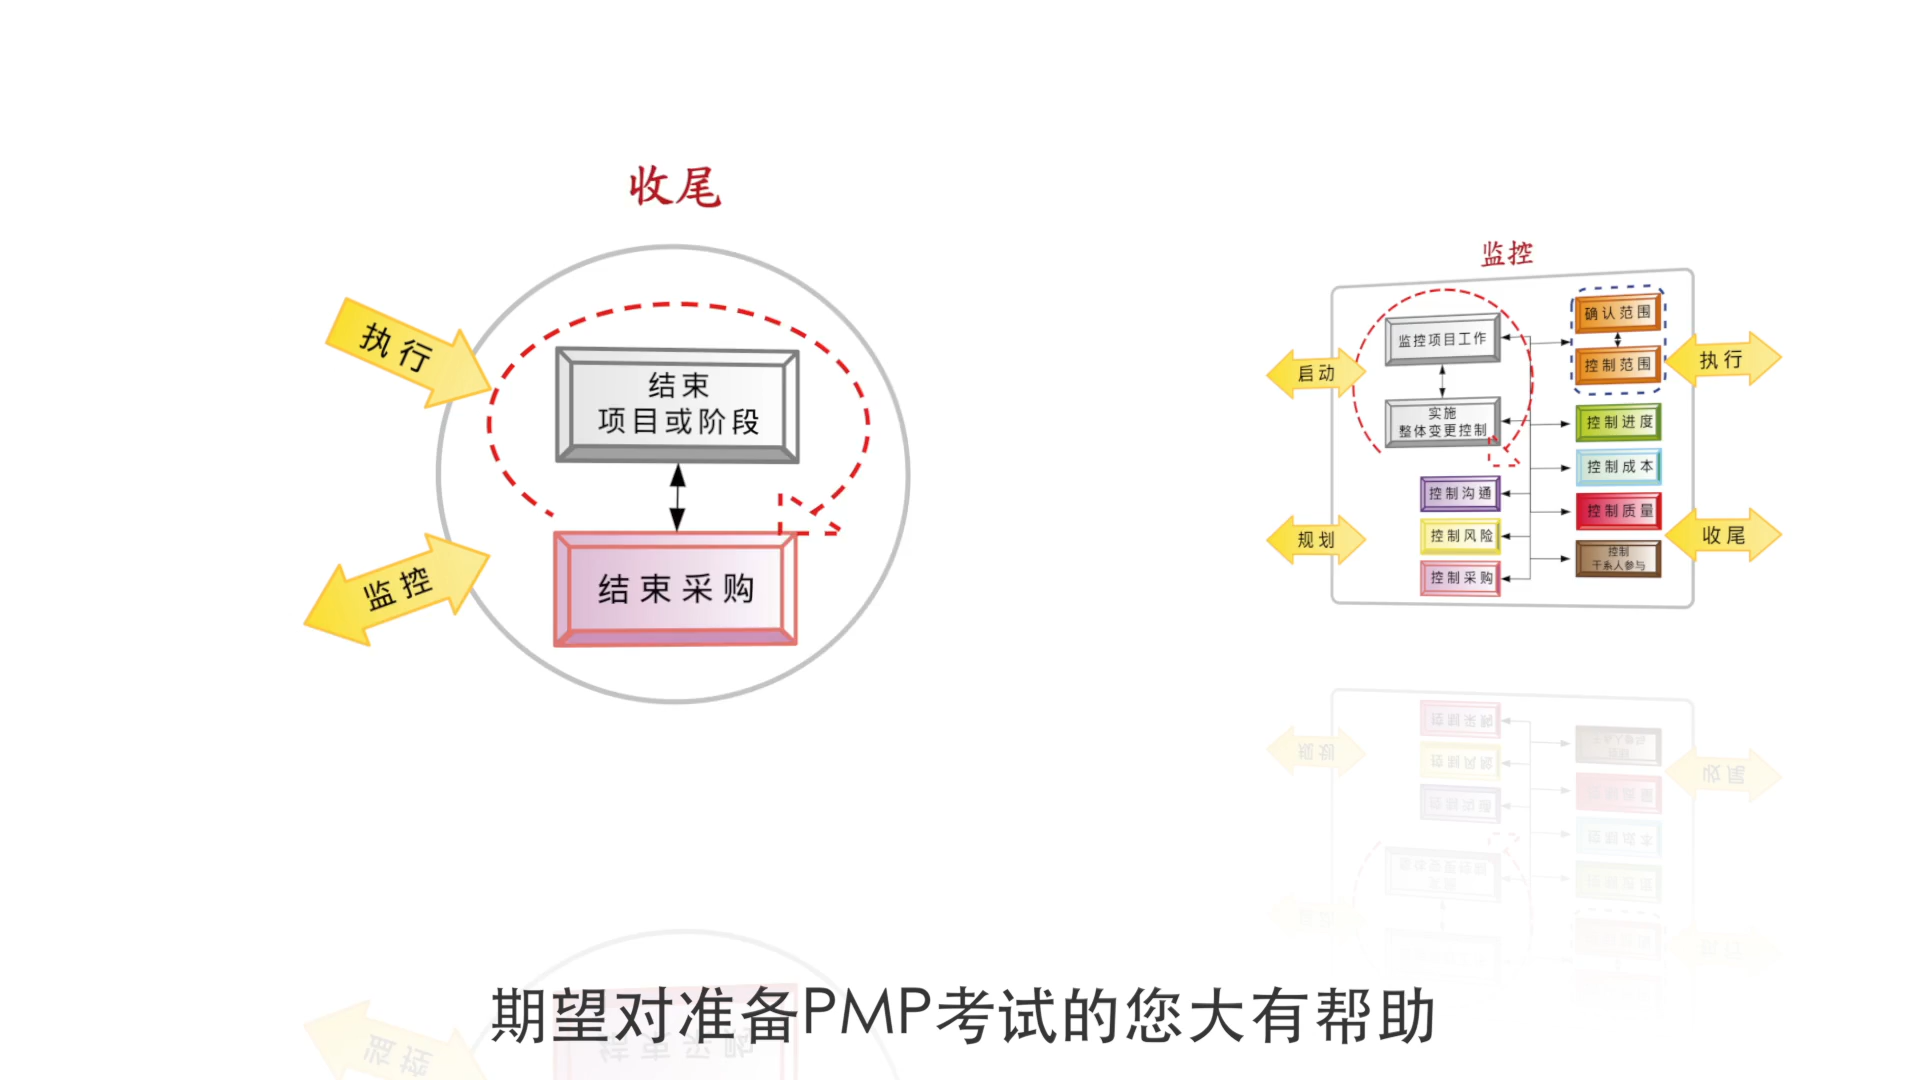 收尾
执行
结束
项目或阶段
监控
结束采购
监控
监控项目工作
实施
整体变更控制
控制沟通
控制风险
控制采购
确认范围
控制范围
控制进度
控制成本
控制质量
控制
干系人参与
启动
规划
执行
收尾
期望对准备PMP考试的您大有帮助